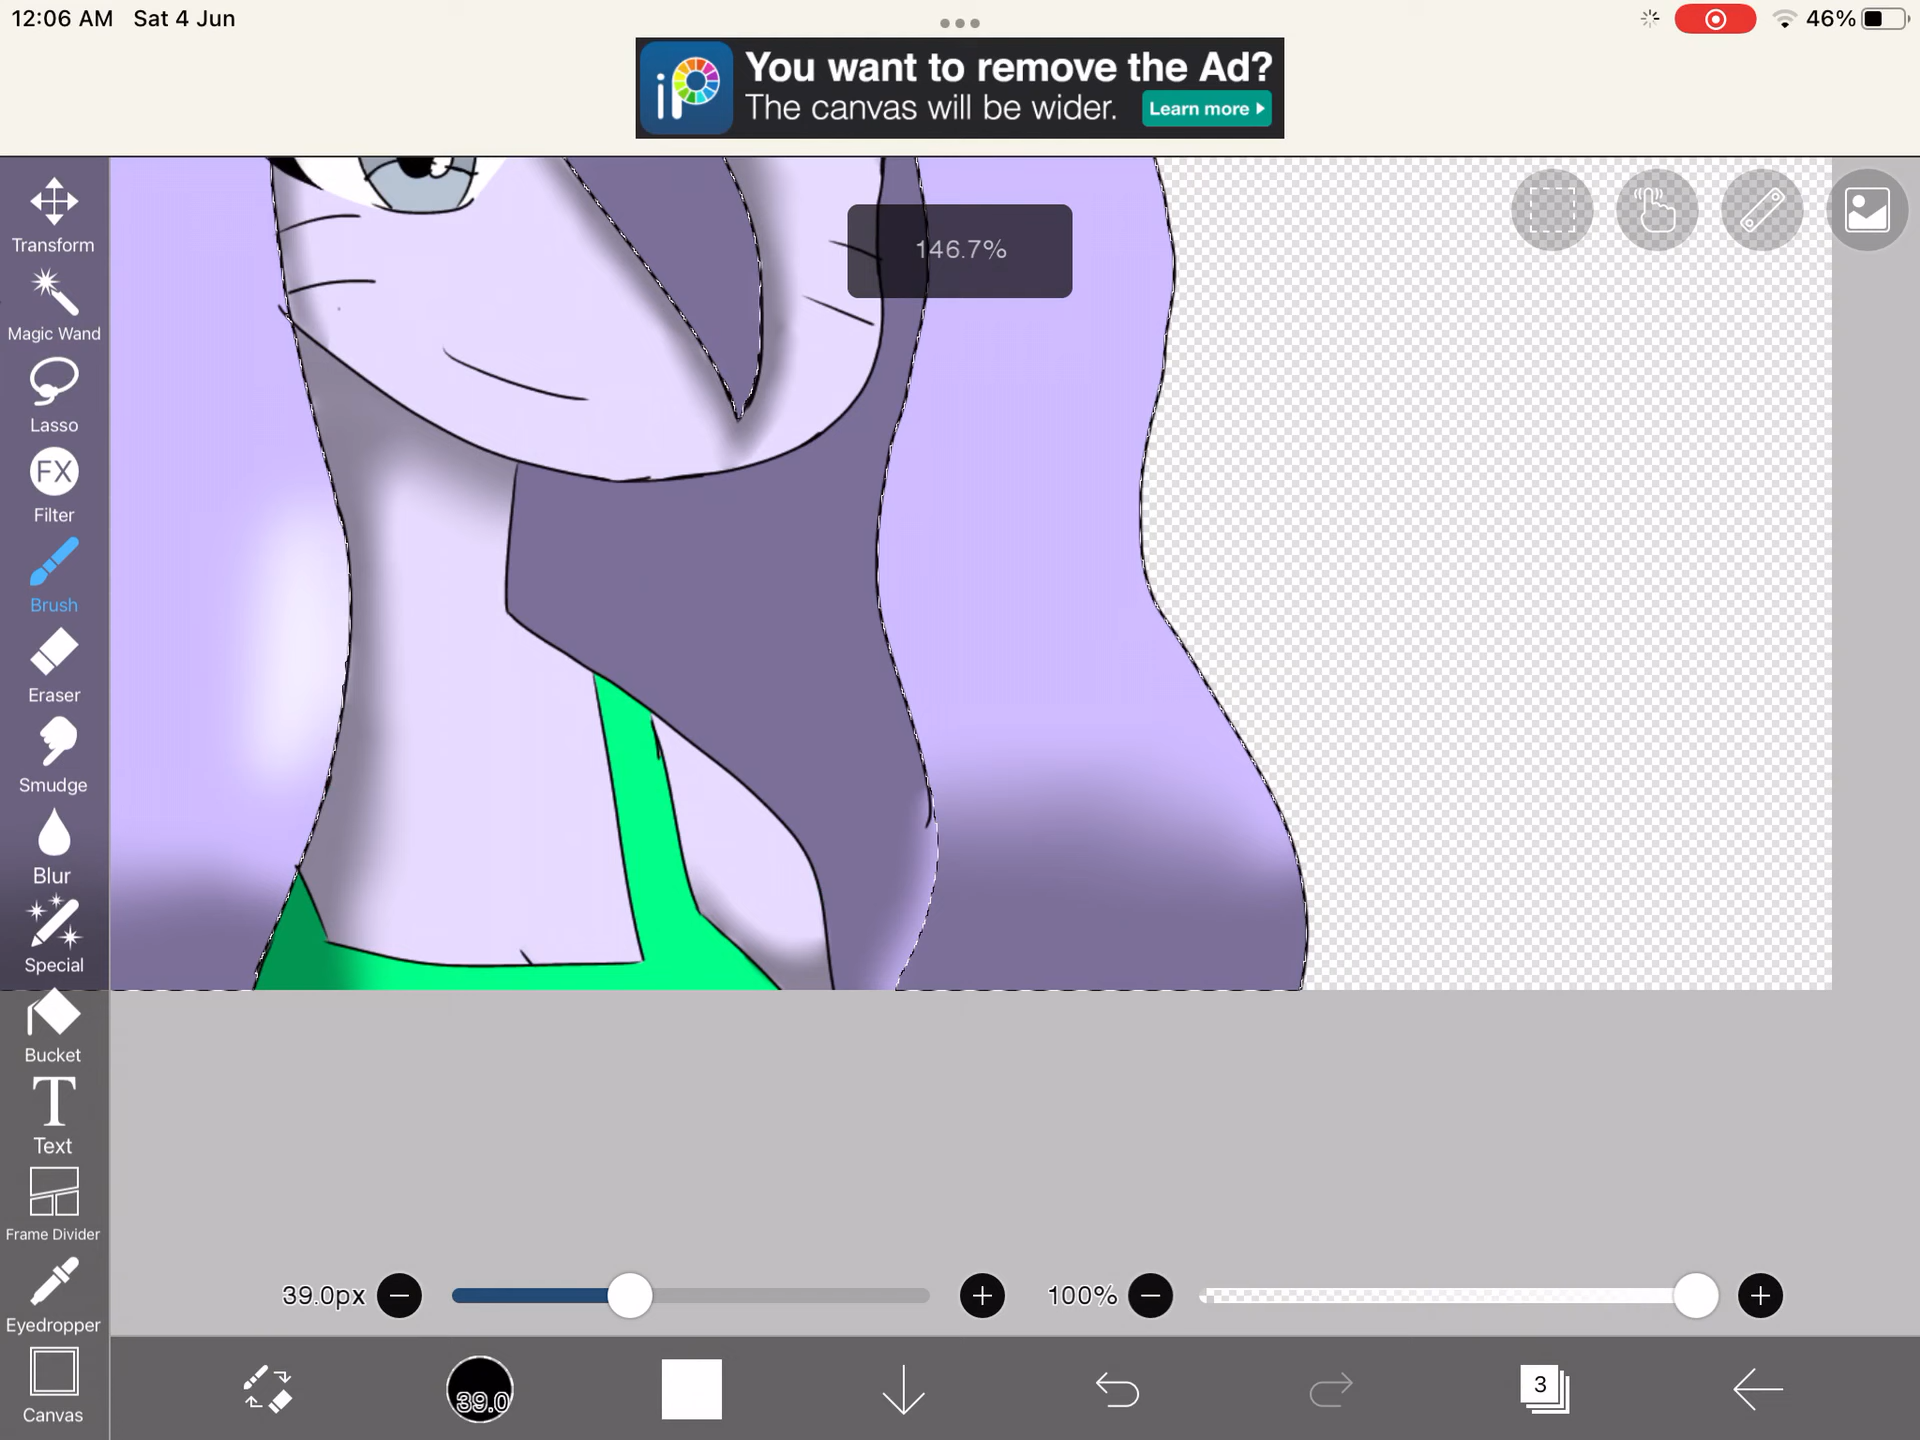 12:06 AM Sat 4 Jun
46%
iP
You want to remove the Ad?
The canvas will be wider.
Learn more
Transform
146.7%
Magic Wand
Lasso
FX
Filter
Brush
Eraser
Smudge
Blur
Special
Bucket
T
Text
Frame Divider
39.0px
100%
Eyedropper
39.0
3
Canvas